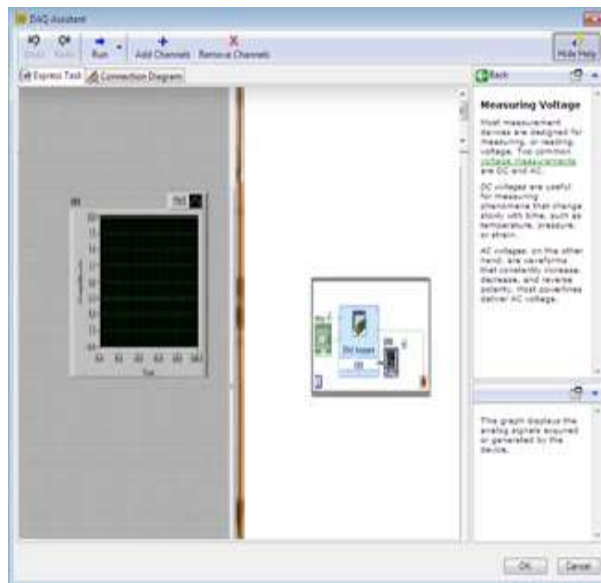 DAQ Assistant
Undo Redo Run Add Channels Remove Channels Hide Help
Express Task Connection Diagram
Back
Measuring Voltage
Most measurement
devices are designed for
measuring, or reading,
voltage. Two common
voltage measurements
are DC and AC.
DC voltages are useful
for measuring
phenomena that change
slowly with time, such as
temperature, pressure,
or strain.
AC voltages, on the other
hand, are waveforms
that constantly increase,
decrease, and reverse
polarity. Most powerlines
deliver AC voltage.
This graph displays the
analog signals acquired
or generated by the
device.
OK Cancel